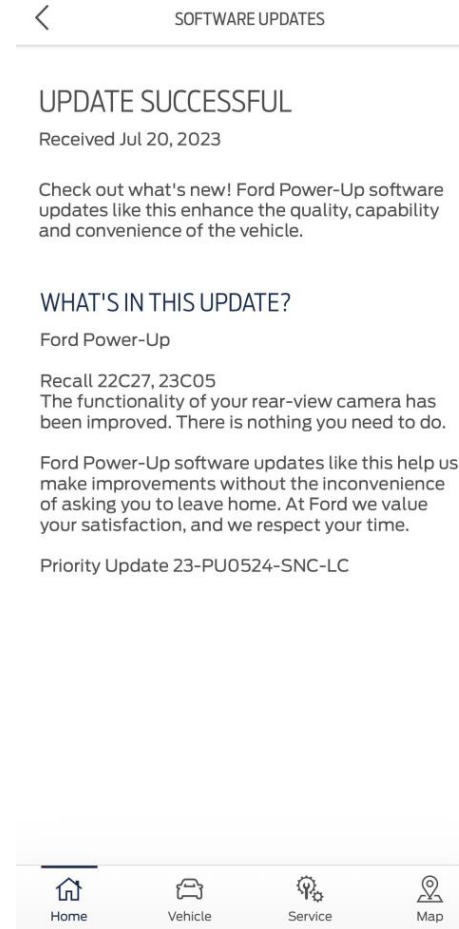 SOFTWARE UPDATES
UPDATE SUCCESSFUL
Received Jul 20, 2023
Check out what's new! Ford Power-Up software
updates like this enhance the quality, capability
and convenience of the vehicle.
WHAT'S IN THIS UPDATE?
Ford Power-Up
Recall 22C27, 23C05
The functionality of your rear-view camera has
been improved. There is nothing you need to do.
Ford Power-Up software updates like this help us
make improvements without the inconvenience
of asking you to leave home. At Ford we value
your satisfaction, and we respect your time.
Priority Update 23-PU0524-SNC-LC
Home Vehicle Service Map